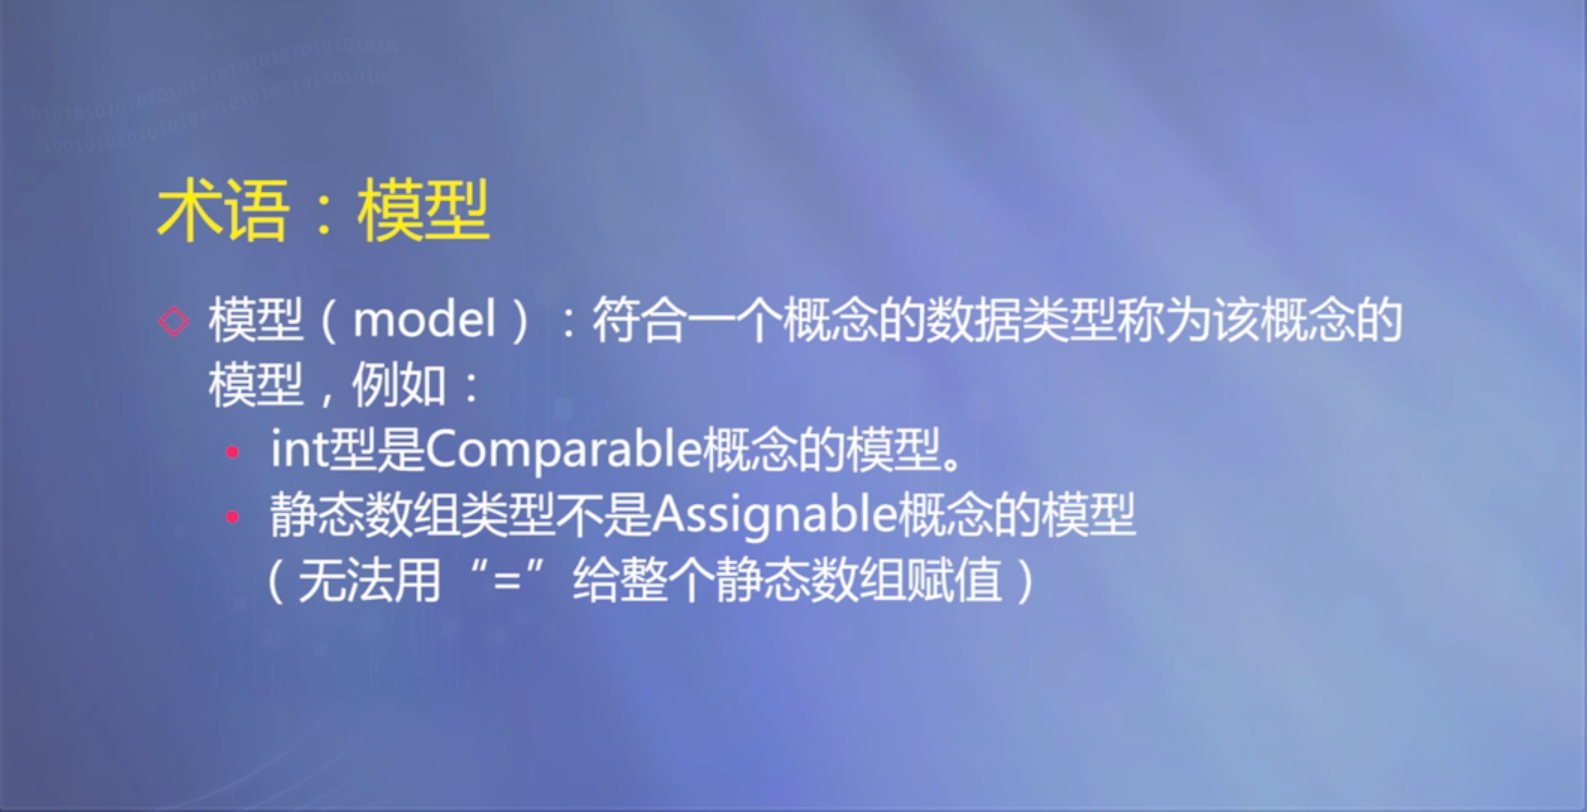 术语：模型
模型（model）：符合一个概念的数据类型称为该概念的
模型，例如：
int型是Comparable概念的模型。
静态数组类型不是Assignable概念的模型
（无法用“=”给整个静态数组赋值）